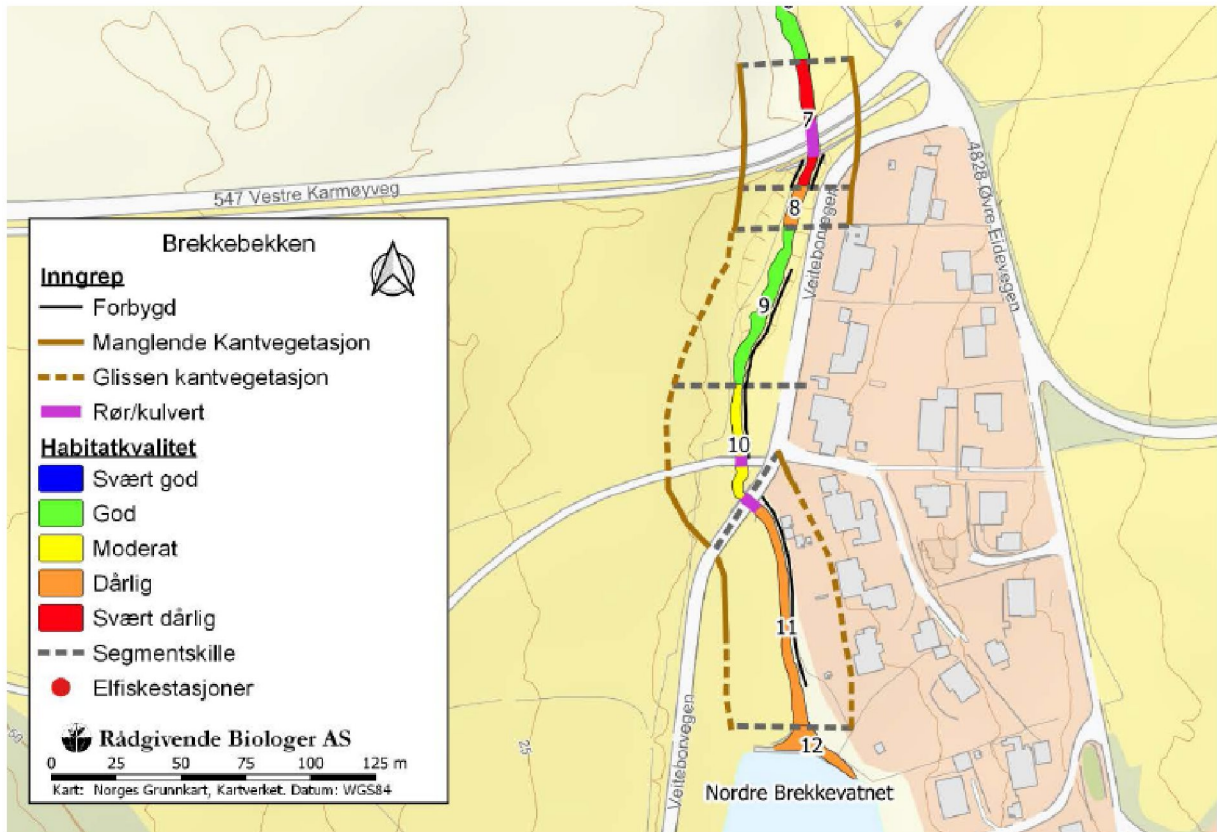 7
547 Vestre Karmøyveg
8
Veiteborvegen
4828 Øvre Eidevegen
9
10
11
12
Veiteborvegen
25
Nordre Brekkevatnet
Brekkebekken
Inngrep
Forbygd
Manglende Kantvegetasjon
Glissen kantvegetasjon
Rør/kulvert
Habitatkvalitet
Svært god
God
Moderat
Dårlig
Svært dårlig
Segmentskille
Elfiskestasjoner
Rådgivende Biologer AS
0 25 50 75 100 125 m
Kart: Norges Grunnkart, Kartverket. Datum: WGS84